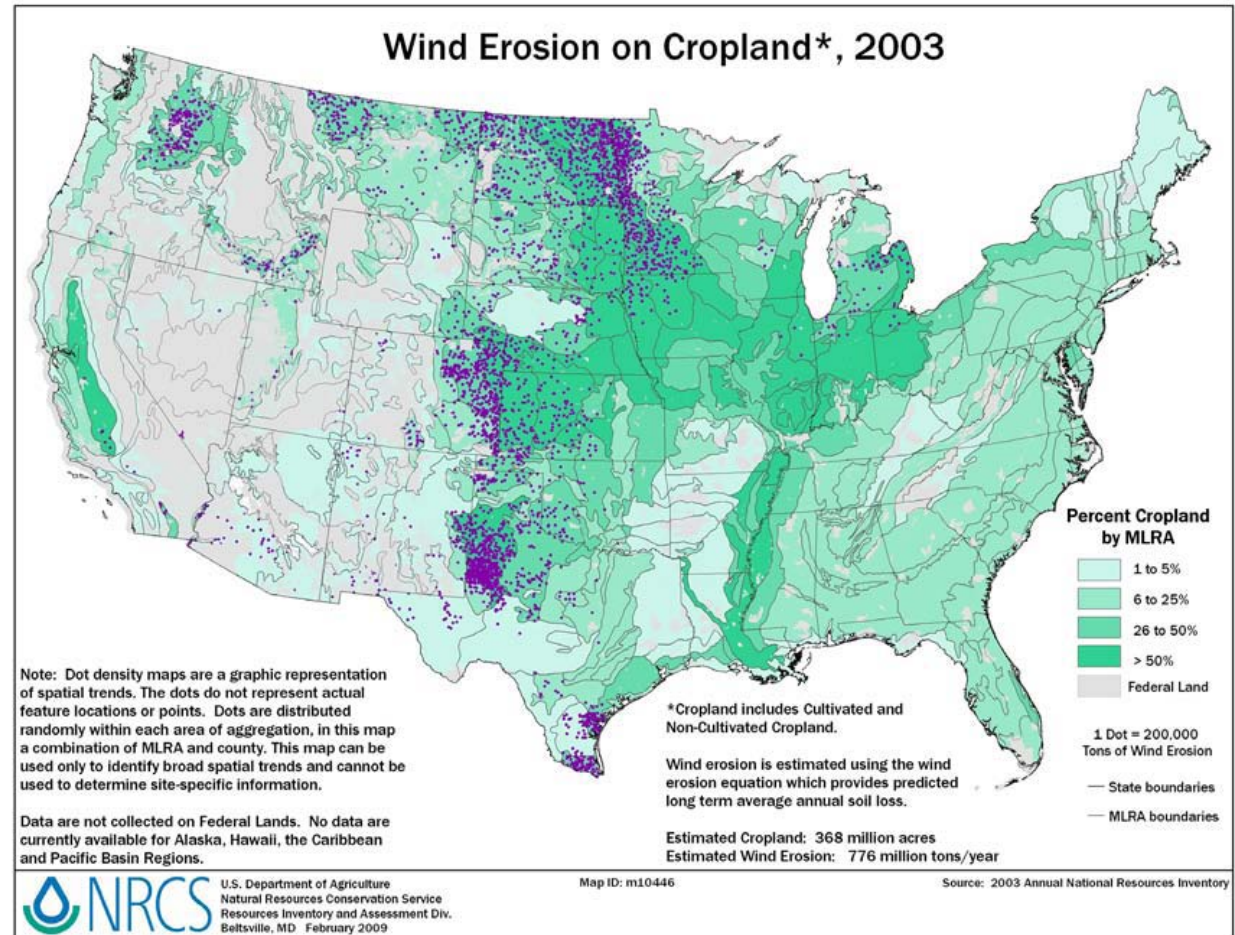 Wind Erosion on Cropland*, 2003
Percent Cropland
by MLRA
1 to 5%
6 to 25%
26 to 50%
> 50%
Federal Land
1 Dot = 200,000
Tons of Wind Erosion
State boundaries
MLRA boundaries
Note: Dot density maps are a graphic representation
of spatial trends. The dots do not represent actual
feature locations or points. Dots are distributed
randomly within each area of aggregation, in this map
a combination of MLRA and county. This map can be
used only to identify broad spatial trends and cannot be
used to determine site-specific information.
Data are not collected on Federal Lands. No data are
currently available for Alaska, Hawaii, the Caribbean
and Pacific Basin Regions.
*Cropland includes Cultivated and
Non-Cultivated Cropland.
Wind erosion is estimated using the wind
erosion equation which provides predicted
long term average annual soil loss.
Estimated Cropland: 368 million acres
Estimated Wind Erosion: 776 million tons/year
NRCS
U.S. Department of Agriculture
Natural Resources Conservation Service
Resources Inventory and Assessment Div.
Beltsville, MD February 2009
Map ID: m10446
Source: 2003 Annual National Resources Inventory